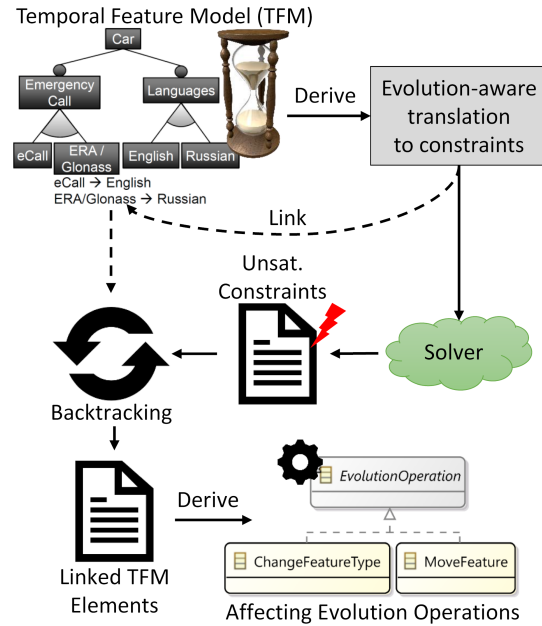 Temporal Feature Model (TFM)
Car
Emergency
Call
Languages
eCall
ERA /
Glonass
English
Russian
eCall → English
ERA/Glonass → Russian
Derive
Evolution-aware
translation
to constraints
Link
Unsat.
Constraints
Solver
Backtracking
Linked TFM
Elements
Derive
EvolutionOperation
ChangeFeatureType
MoveFeature
Affecting Evolution Operations